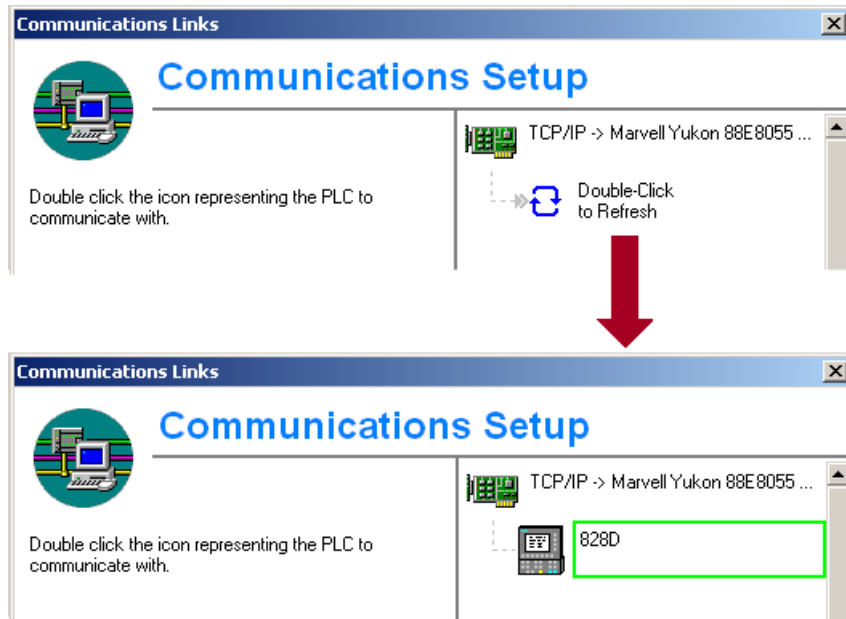 Communications Links
Communications Setup
TCP/IP -> Marvell Yukon 88E8055 ...
Double click the icon representing the PLC to
communicate with.
Double-Click
to Refresh
Communications Links
Communications Setup
TCP/IP -> Marvell Yukon 88E8055 ...
Double click the icon representing the PLC to
communicate with.
828D